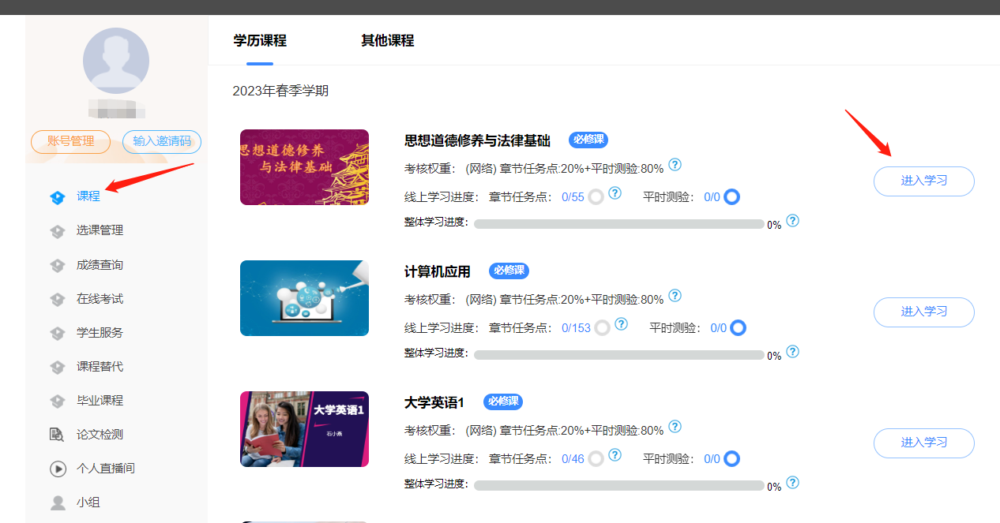 账号管理
输入邀请码
课程
选课管理
成绩查询
在线考试
学生服务
课程替代
毕业课程
论文检测
个人直播间
小组
学历课程
其他课程
2023年春季学期
思想道德修养
与法律基础
思想道德修养与法律基础 必修课
考核权重： (网络) 章节任务点:20%+平时测验:80% ?
线上学习进度： 章节任务点： 0/55 ? 平时测验： 0/0
整体学习进度： 0% ?
进入学习
计算机应用 必修课
考核权重： (网络) 章节任务点:20%+平时测验:80% ?
线上学习进度： 章节任务点： 0/153 ? 平时测验： 0/0
整体学习进度： 0% ?
进入学习
大学英语1
石小燕
大学英语1 必修课
考核权重： (网络) 章节任务点:20%+平时测验:80% ?
线上学习进度： 章节任务点： 0/46 ? 平时测验： 0/0
整体学习进度： 0% ?
进入学习